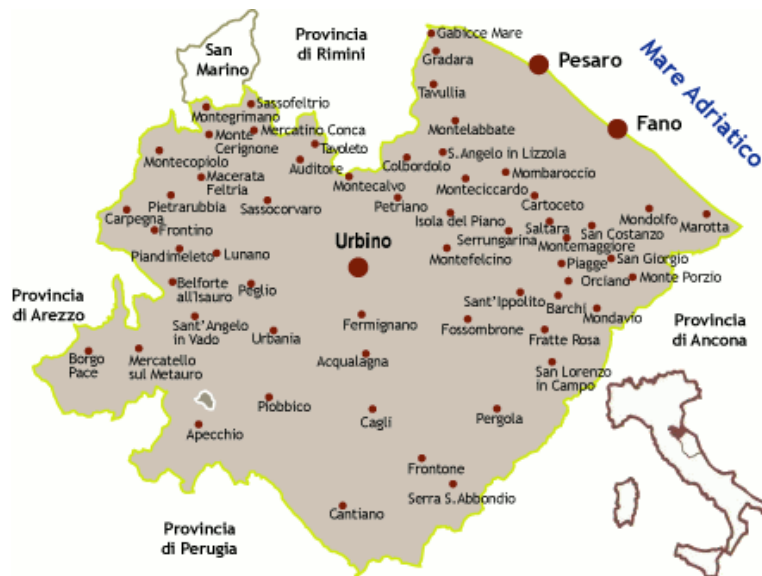 Gabicce Mare
San
Marino
Provincia
di Rimini
Gradara
Pesaro
Mare Adriatico
Tavullia
Sassofeltrio
Montegrimano
Montelabbate
Fano
Mercatino Conca
Monte
Cerignone
Tavoleto
Montecopiolo
Auditore
Colbordolo
S.Angelo in Lizzola
Mombaroccio
Macerata
Feltria
Montecalvo
Monteciccardo
Pietrarubbia
Sassocorvaro
Petriano
Cartoceto
Carpegna
Isola del Piano
Mondolfo
Marotta
Frontino
Serrungarina
Saltara
San Costanzo
Urbino
Montemaggiore
Piandimeleto
Lunano
Montefelcino
Piagge
San Giorgio
Belforte
all'Isauro
Peglio
Orciano
Monte Porzio
Provincia
di Arezzo
Sant'Ippolito
Barchi
Sant'Angelo
in Vado
Urbania
Fermignano
Fossombrone
Mondavio
Fratte Rosa
Provincia
di Ancona
Borgo
Pace
Mercatello
sul Metauro
Acqualagna
San Lorenzo
in Campo
Piobbico
Cagli
Pergola
Apecchio
Frontone
Serra S.Abbondio
Cantiano
Provincia
di Perugia